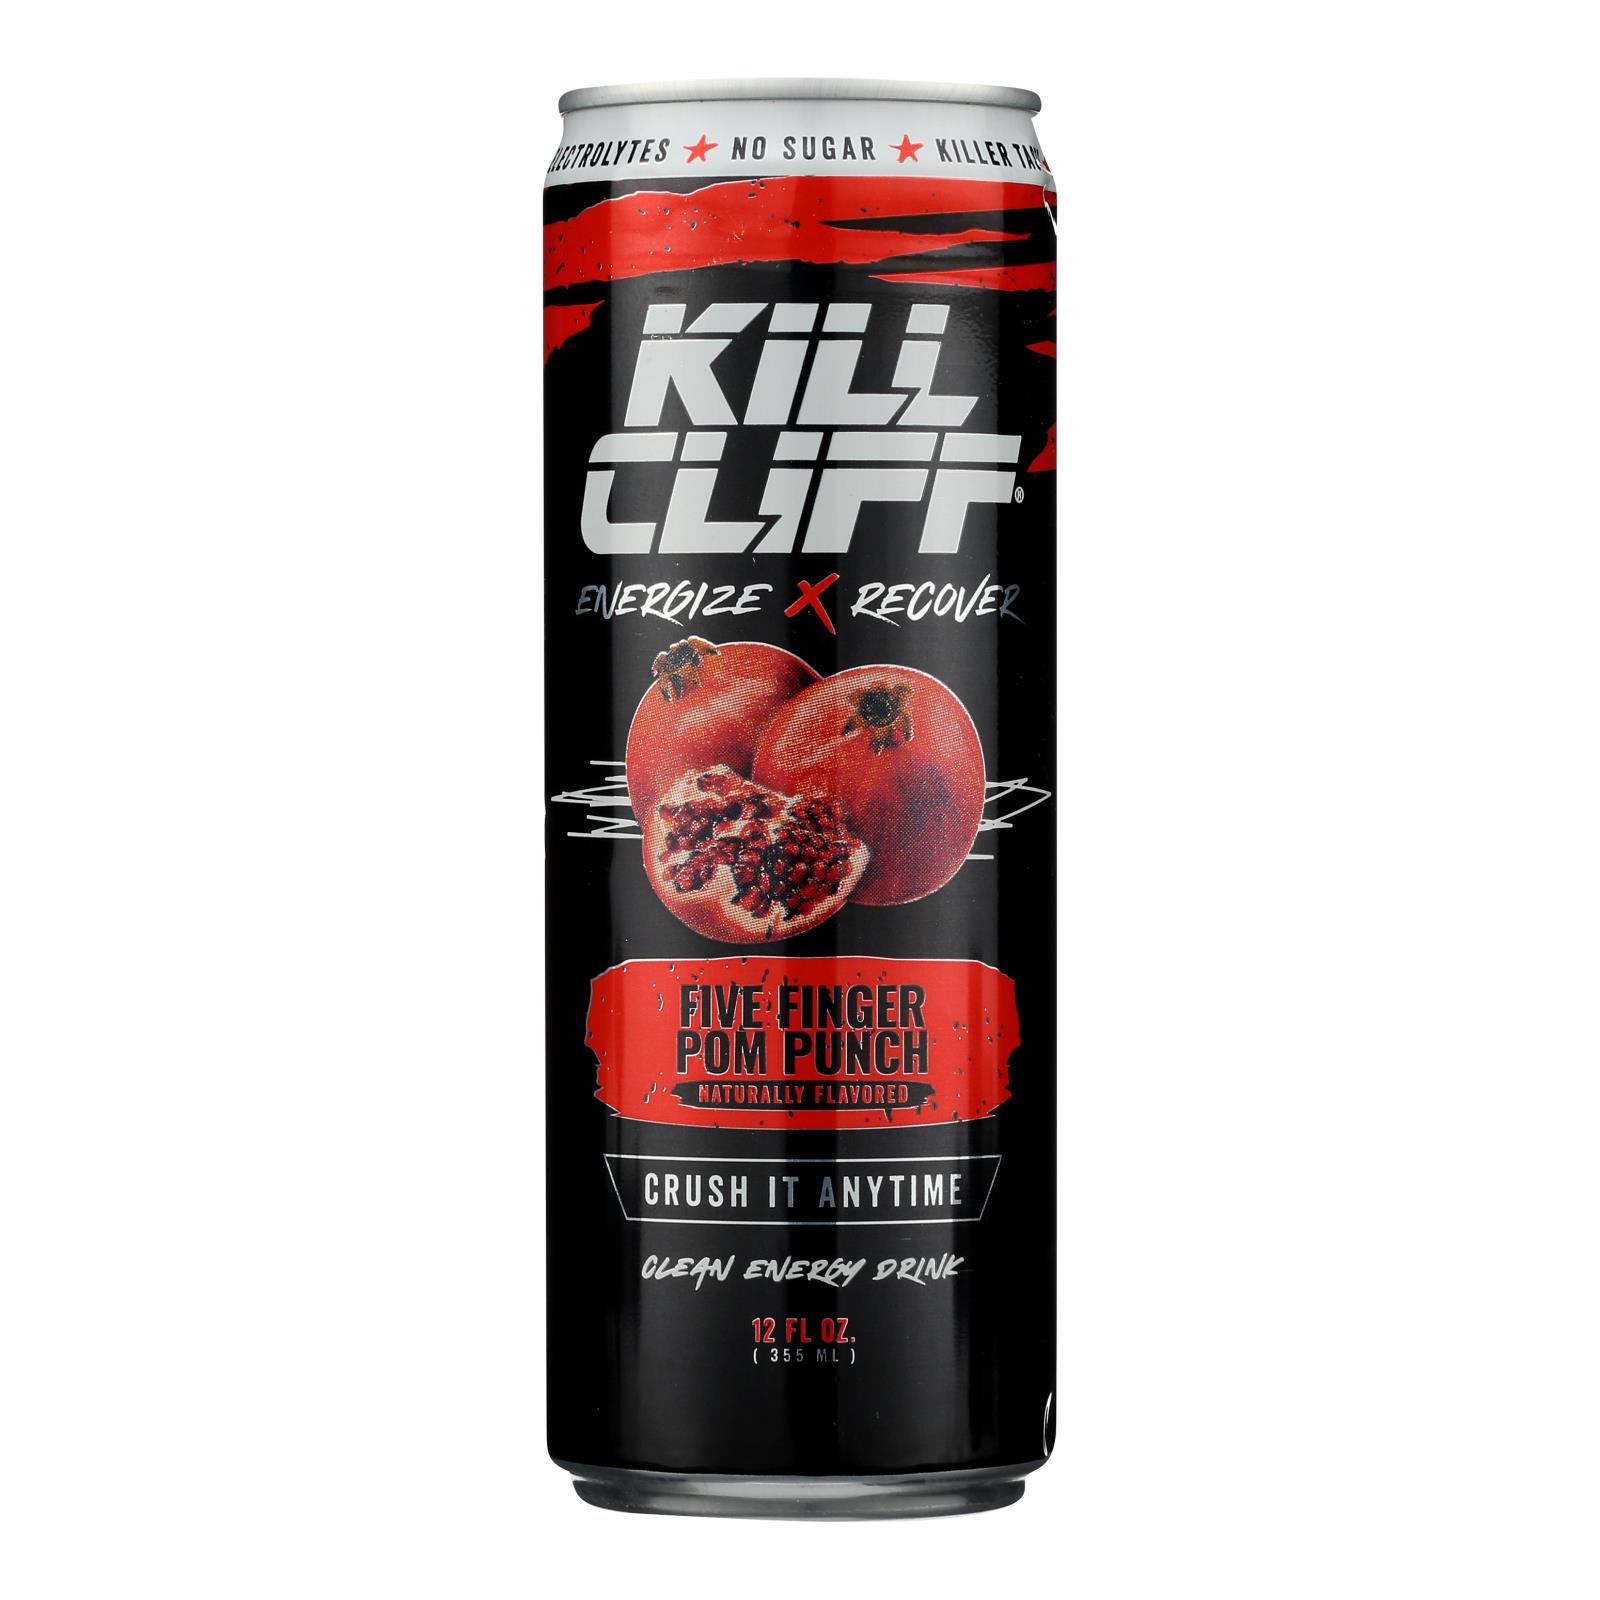 NO SUGAR ★ KILLER
KILL
CLIFF®
ENERGIZE X RECOVER
FIVE FINGER
POM PUNCH
NATURALLY FLAVORED
CRUSH IT ANYTIME
CLEAN ENERGY DRINK
12 FL OZ.
( 355 ML )